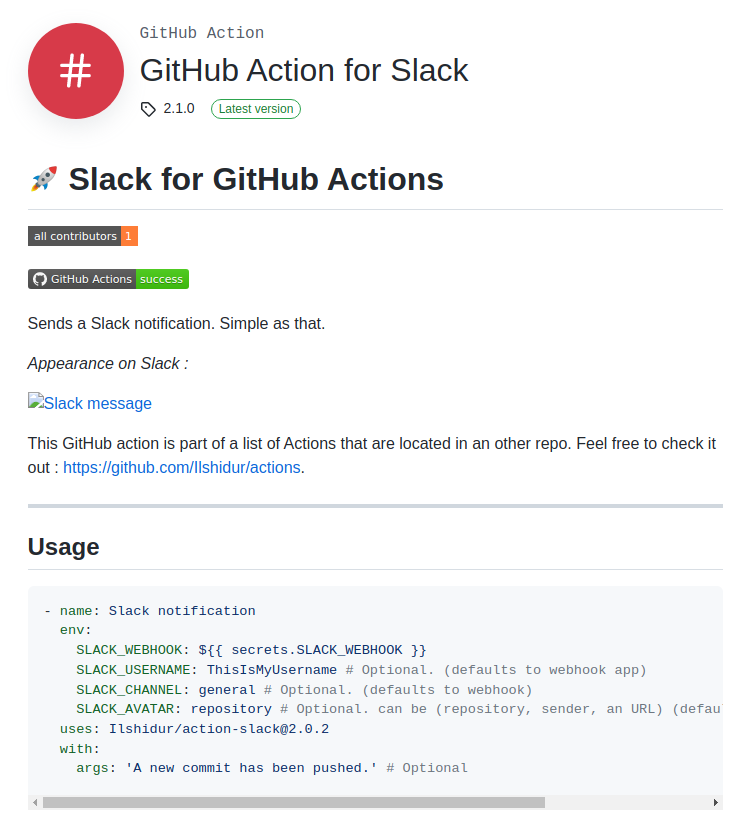 GitHub Action
GitHub Action for Slack
2.1.0 Latest version
🚀 Slack for GitHub Actions
all contributors 1
GitHub Actions success
Sends a Slack notification. Simple as that.
Appearance on Slack :
Slack message
This GitHub action is part of a list of Actions that are located in an other repo. Feel free to check it
out : https://github.com/Ilshidur/actions.
Usage
- name: Slack notification
  env:
    SLACK_WEBHOOK: ${{ secrets.SLACK_WEBHOOK }}
    SLACK_USERNAME: ThisIsMyUsername # Optional. (defaults to webhook app)
    SLACK_CHANNEL: general # Optional. (defaults to webhook)
    SLACK_AVATAR: repository # Optional. can be (repository, sender, an URL) (defau
  uses: Ilshidur/action-slack@2.0.2
  with:
    args: 'A new commit has been pushed.' # Optional